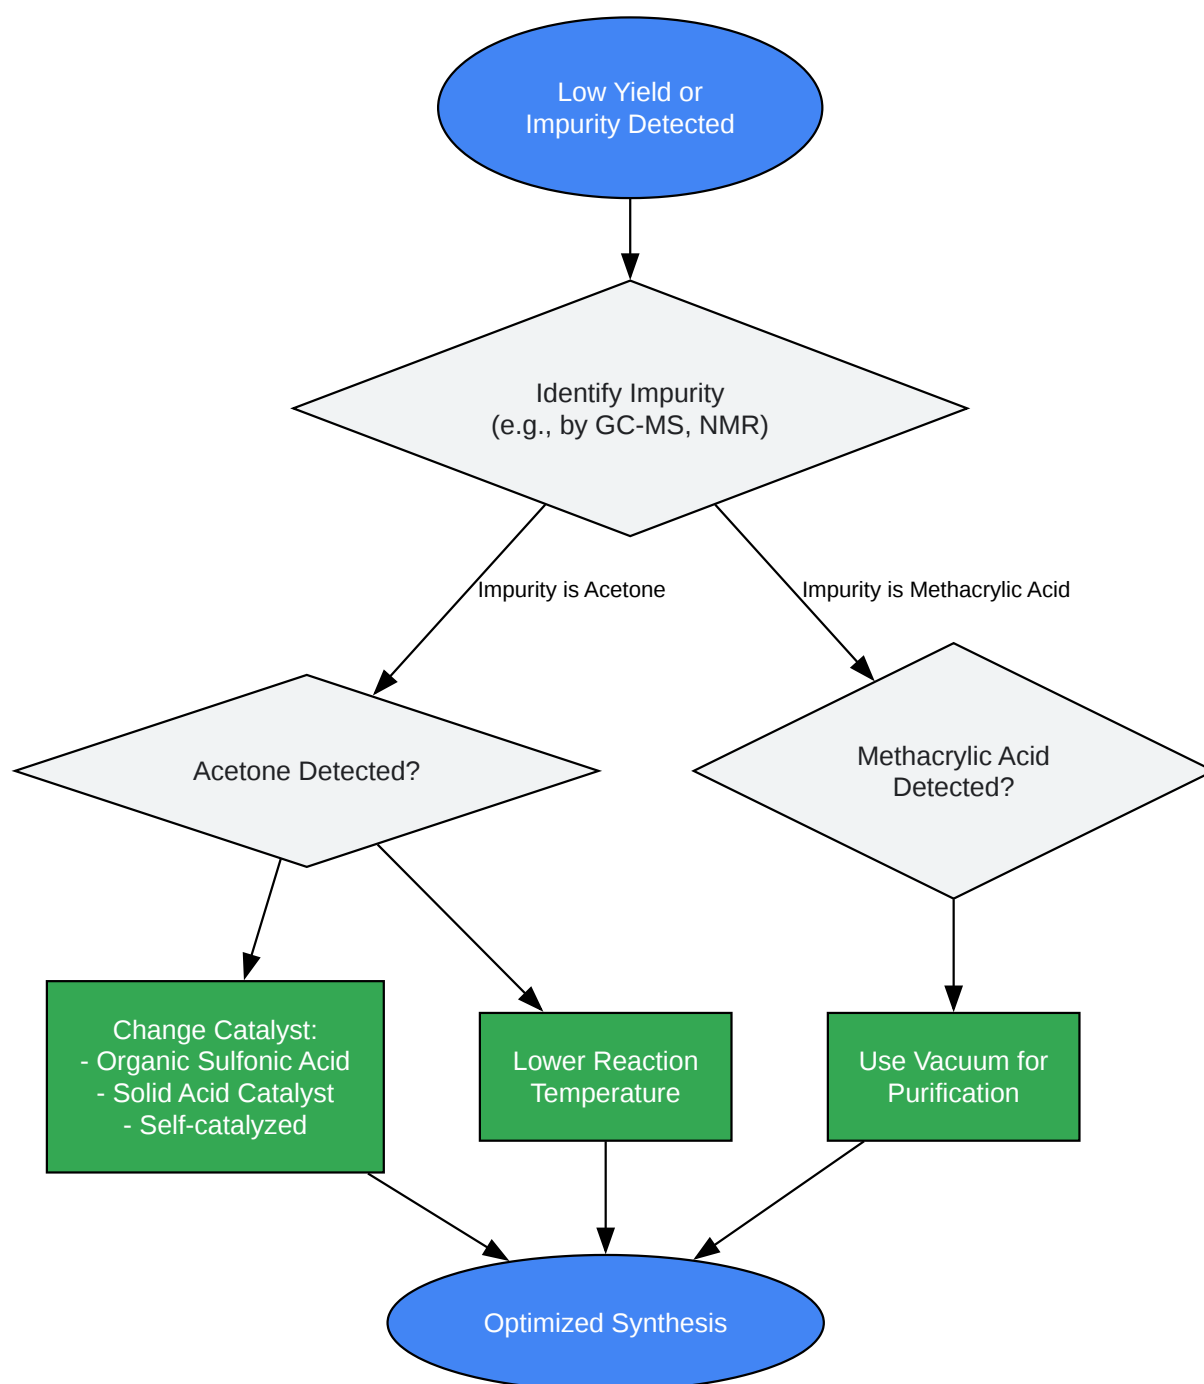 Low Yield or
Impurity Detected
Identify Impurity
(e.g., by GC-MS, NMR)
Impurity is Acetone
Impurity is Methacrylic Acid
Acetone Detected?
Methacrylic Acid
Detected?
Change Catalyst:
- Organic Sulfonic Acid
- Solid Acid Catalyst
- Self-catalyzed
Lower Reaction
Temperature
Use Vacuum for
Purification
Optimized Synthesis